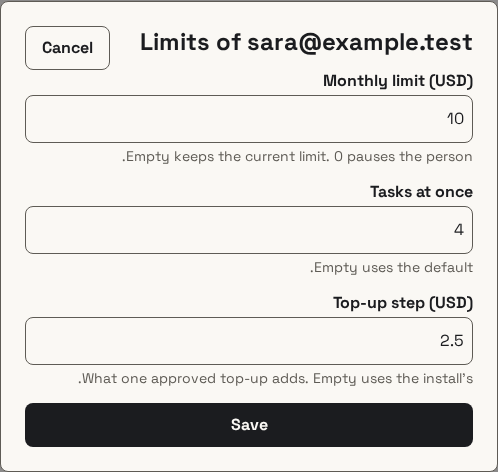 Limits of sara@example.test
Cancel
Monthly limit (USD)
10
.Empty keeps the current limit. 0 pauses the person
Tasks at once
4
.Empty uses the default
Top-up step (USD)
2.5
.What one approved top-up adds. Empty uses the install's
Save